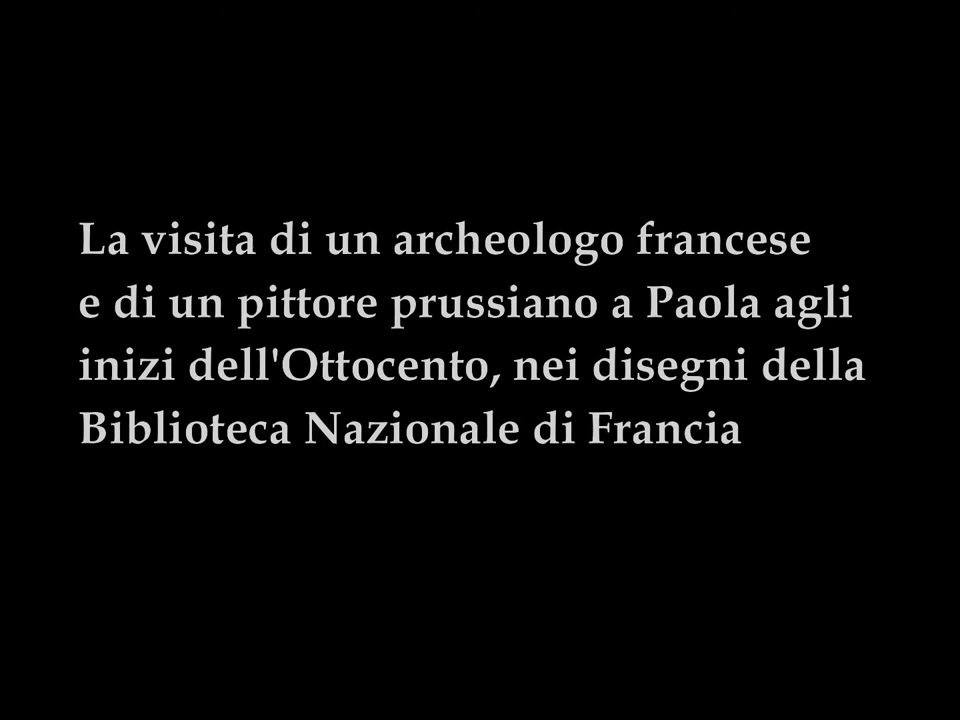 La visita di un archeologo francese
e di un pittore prussiano a Paola agli
inizi dell'Ottocento, nei disegni della
Biblioteca Nazionale di Francia